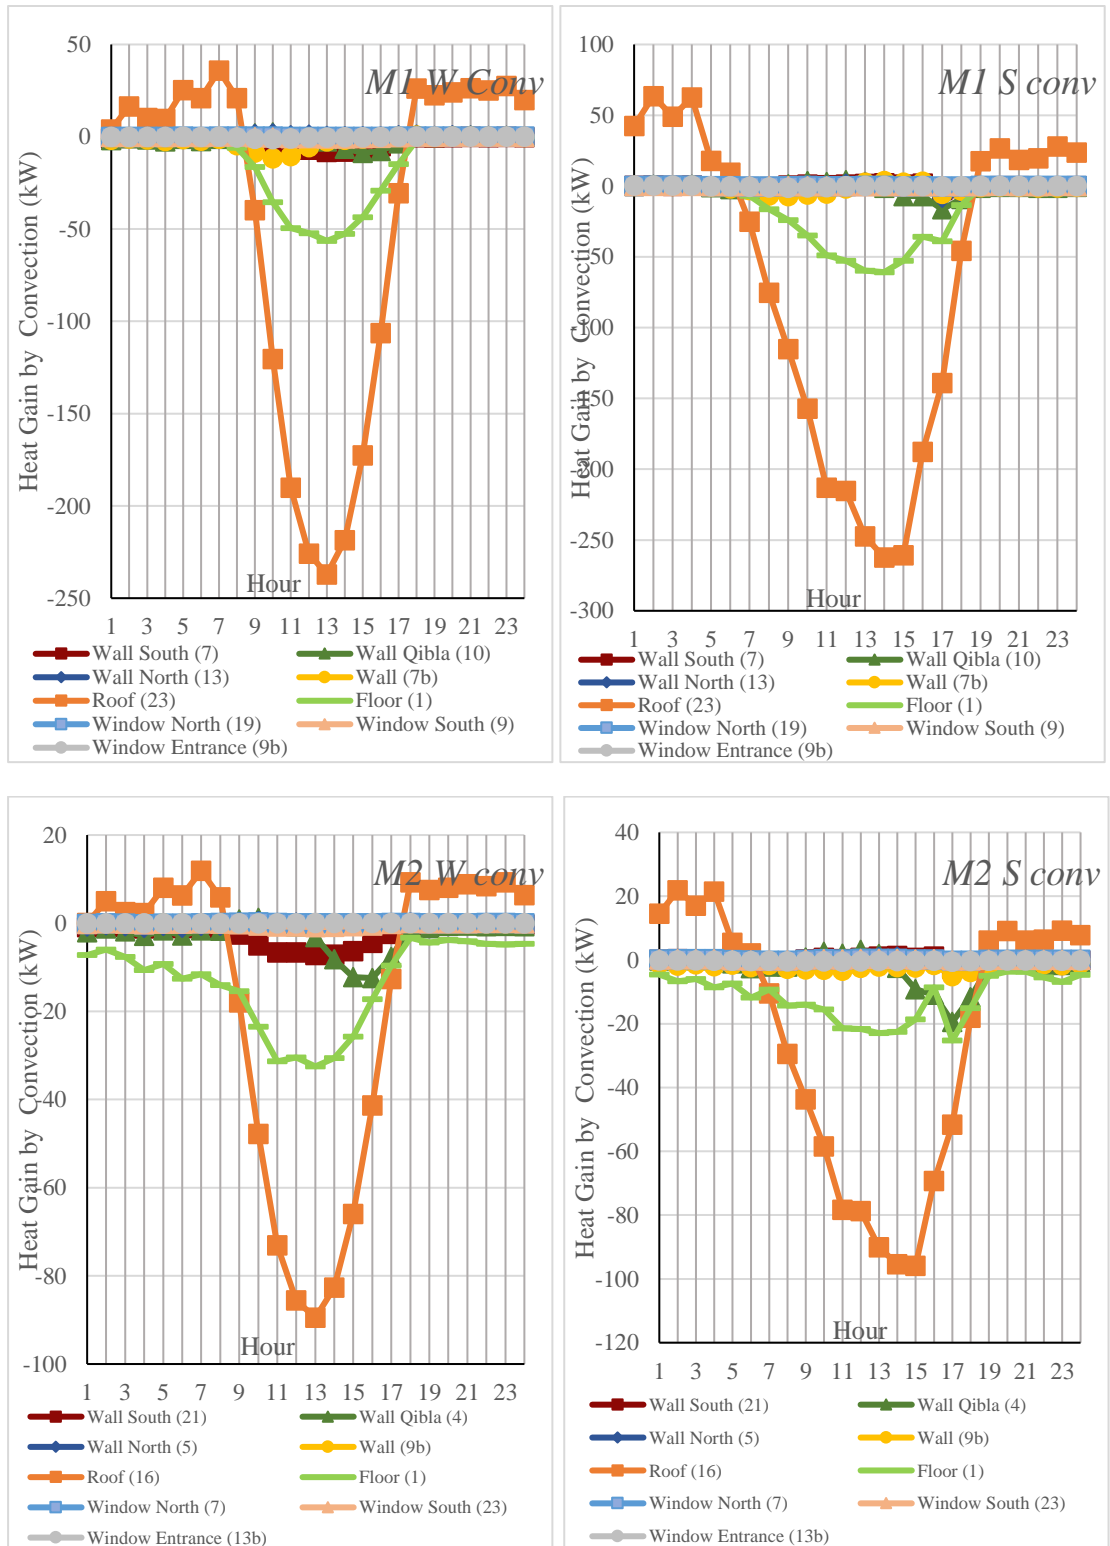 M1 W Conv
Heat Gain by Convection (kW)
50
0
-50
-100
-150
-200
-250
Hour
1 3 5 7 9 11 13 15 17 19 21 23
Wall South (7) Wall Qibla (10)
Wall North (13) Wall (7b)
Roof (23) Floor (1)
Window North (19) Window South (9)
Window Entrance (9b)
M1 S conv
Heat Gain by Convection (kW)
100
50
0
-50
-100
-150
-200
-250
-300
Hour
1 3 5 7 9 11 13 15 17 19 21 23
Wall South (7) Wall Qibla (10)
Wall North (13) Wall (7b)
Roof (23) Floor (1)
Window North (19) Window South (9)
Window Entrance (9b)
M2 W conv
Heat Gain by Convection (kW)
20
0
-20
-40
-60
-80
-100
Hour
1 3 5 7 9 11 13 15 17 19 21 23
Wall South (21) Wall Qibla (4)
Wall North (5) Wall (9b)
Roof (16) Floor (1)
Window North (7) Window South (23)
Window Entrance (13b)
M2 S conv
Heat Gain by Convection (kW)
40
20
0
-20
-40
-60
-80
-100
-120
Hour
1 3 5 7 9 11 13 15 17 19 21 23
Wall South (21) Wall Qibla (4)
Wall North (5) Wall (9b)
Roof (16) Floor (1)
Window North (7) Window South (23)
Window Entrance (13b)